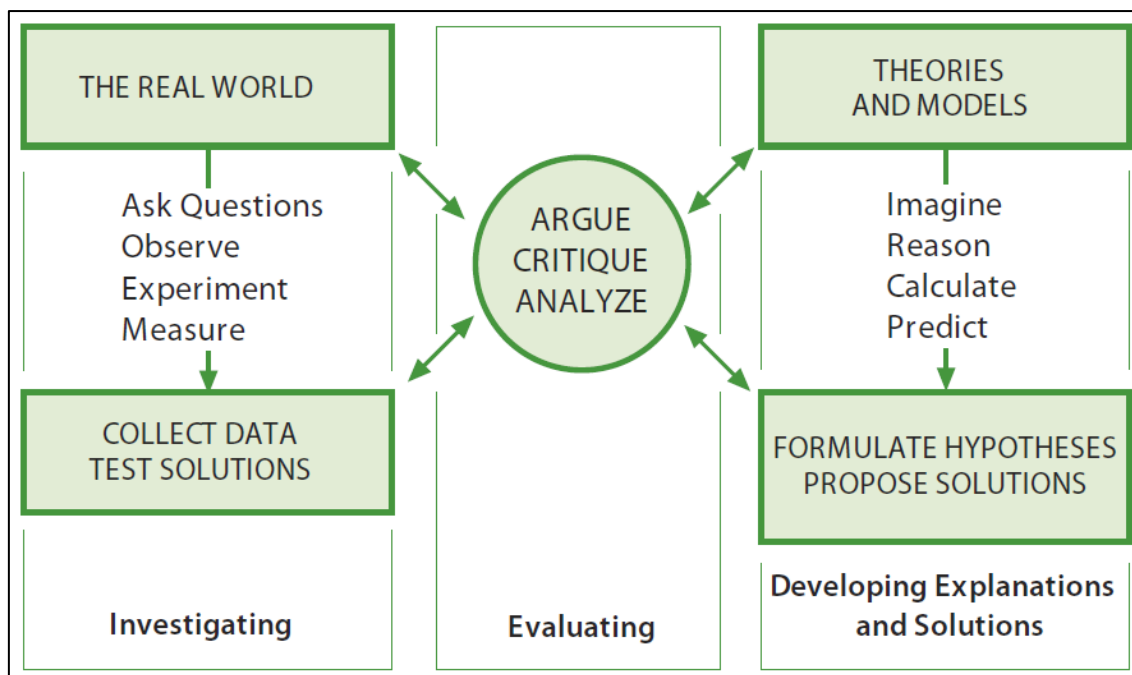 THE REAL WORLD
Ask Questions
Observe
Experiment
Measure
COLLECT DATA
TEST SOLUTIONS
Investigating
ARGUE
CRITIQUE
ANALYZE
Evaluating
THEORIES
AND MODELS
Imagine
Reason
Calculate
Predict
FORMULATE HYPOTHESES
PROPOSE SOLUTIONS
Developing Explanations
and Solutions